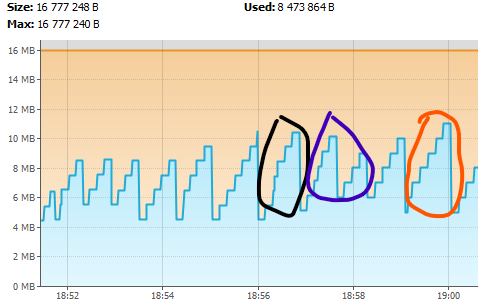 Size: 16 777 248 B Used: 8 473 864 B
Max: 16 777 240 B
16 MB
14 MB
12 MB
10 MB
8 MB
6 MB
4 MB
2 MB
0 MB
18:52 18:54 18:56 18:58 19:00